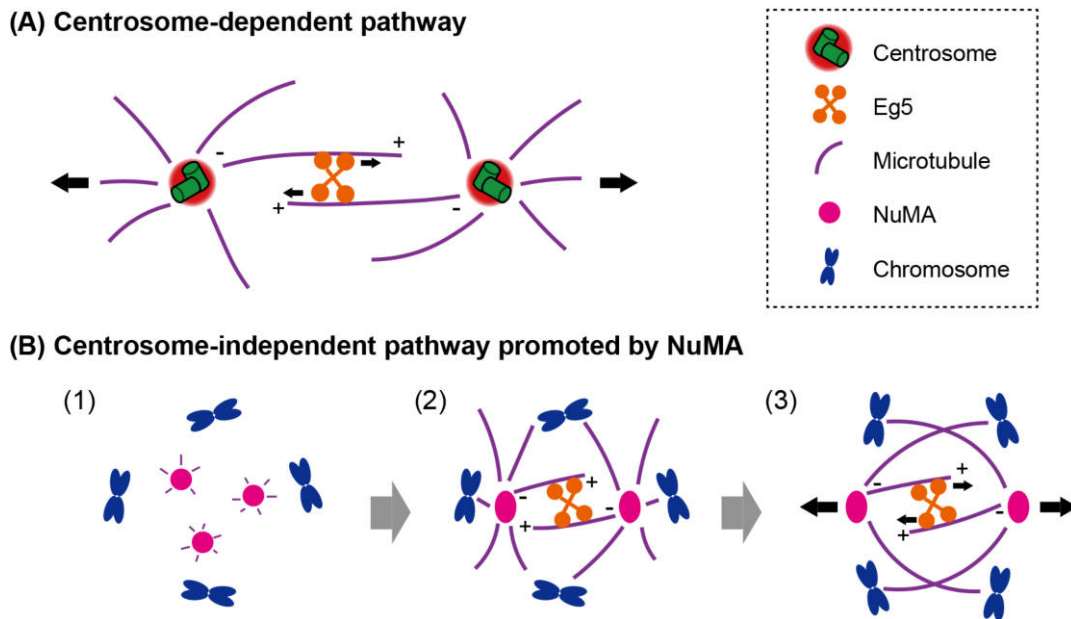 (A) Centrosome-dependent pathway
Centrosome
Eg5
Microtubule
NuMA
Chromosome
- +
+ -
(B) Centrosome-independent pathway promoted by NuMA
(1) (2) (3)
- + - +
+ - + -